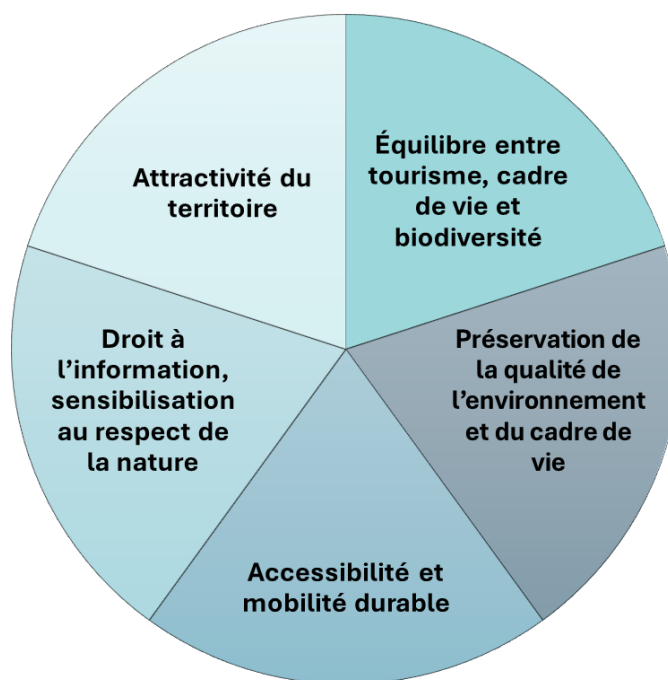 Attractivité du
territoire
Équilibre entre
tourisme, cadre
de vie et
biodiversité
Droit à
l’information,
sensibilisation
au respect de
la nature
Préservation de
la qualité de
l’environnement
et du cadre de
vie
Accessibilité et
mobilité durable